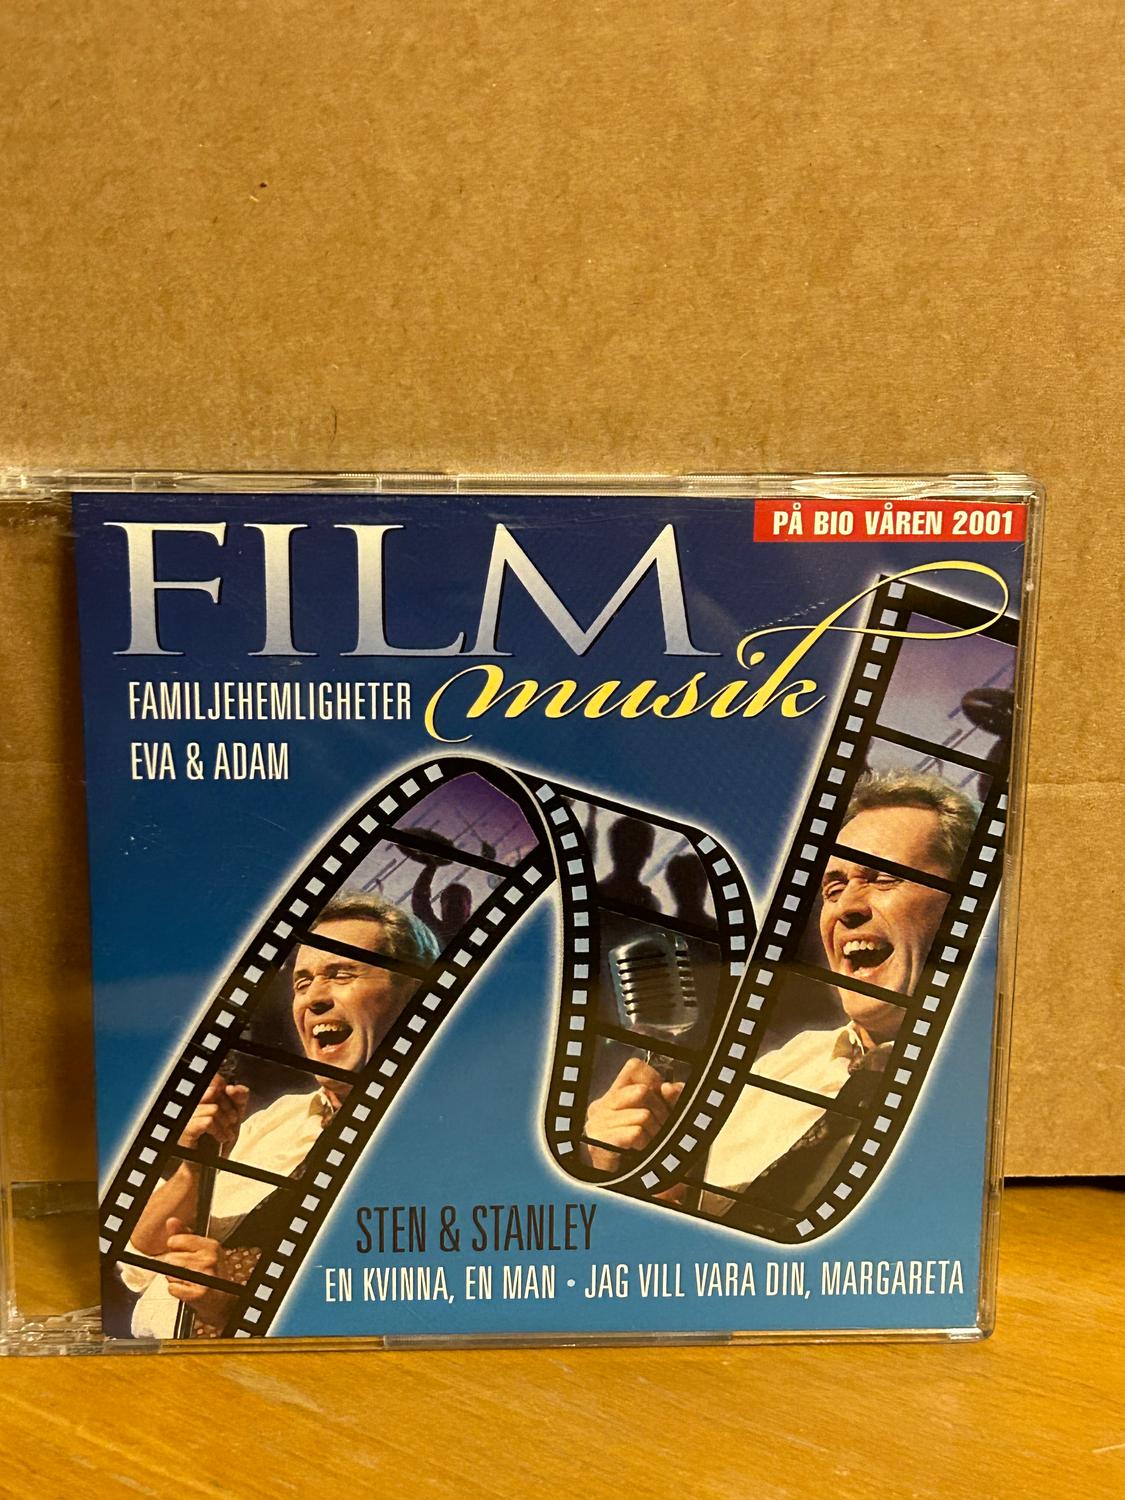 PÅ BIO VÅREN 2001
FILM
musik
FAMILJEHEMLIGHETER
EVA & ADAM
STEN & STANLEY
EN KVINNA, EN MAN • JAG VILL VARA DIN, MARGARETA